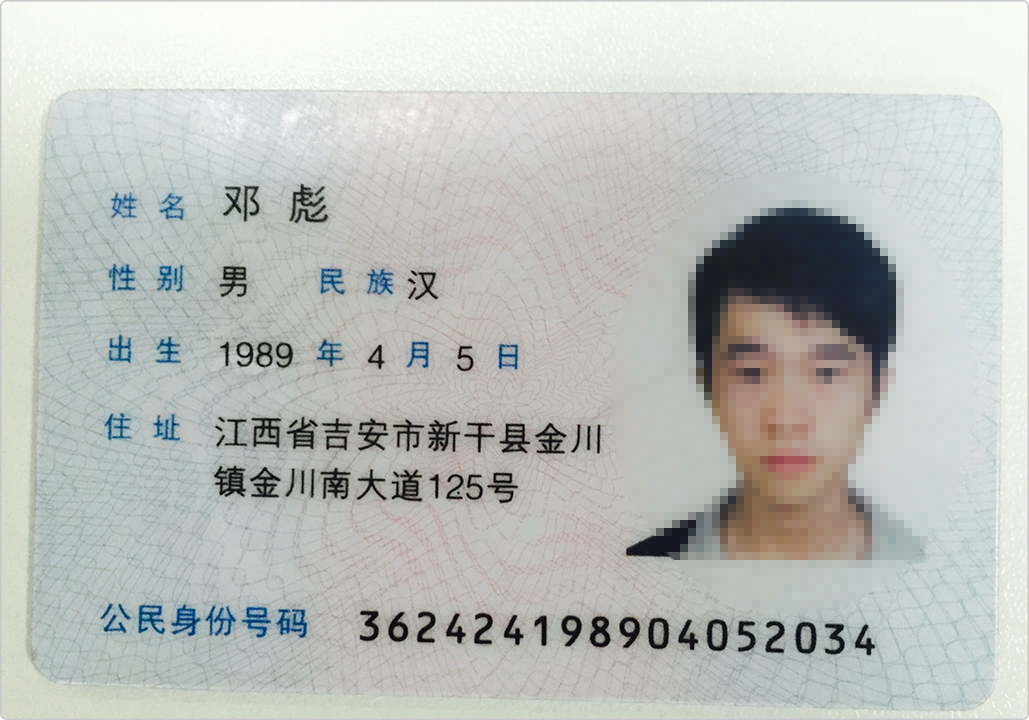 姓名 邓彪
性别 男 民族 汉
出生 1989 年 4 月 5 日
住址 江西省吉安市新干县金川
镇金川南大道125号
公民身份号码 362424198904052034